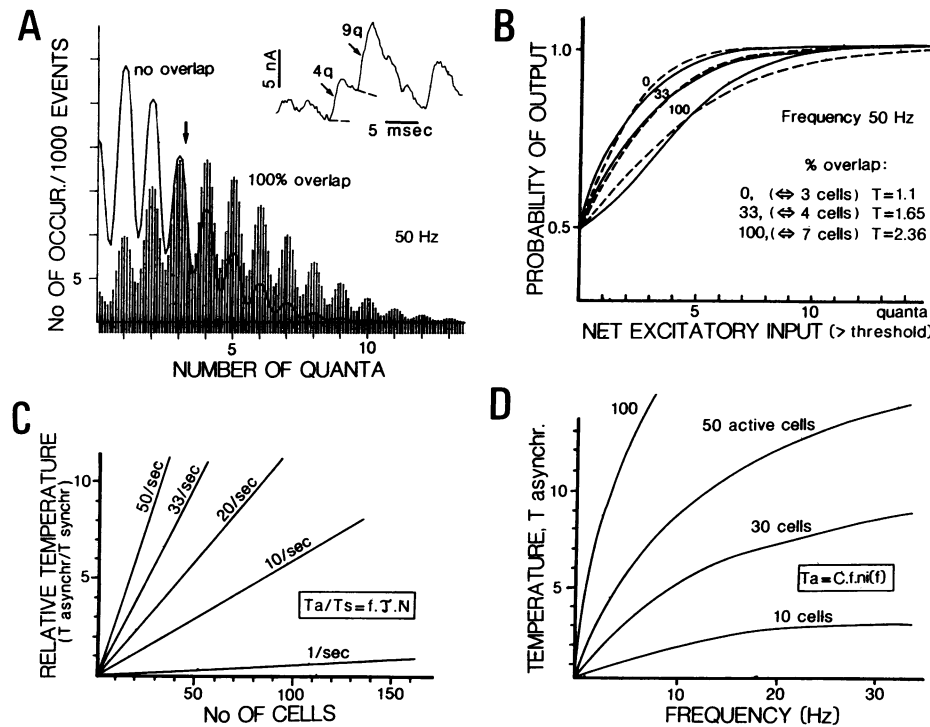 A
No OF OCCUR./1000 EVENTS
no overlap
9q
4q
5 nA
5 msec
100% overlap
50 Hz
5
5
10
NUMBER OF QUANTA
B
PROBABILITY OF OUTPUT
1.0
0.5
0
33
100
Frequency 50 Hz
% overlap:
0, (⇔ 3 cells) T=1.1
33, (⇔ 4 cells) T=1.65
100, (⇔ 7 cells) T=2.36
5
10
quanta
NET EXCITATORY INPUT (> threshold)
C
RELATIVE TEMPERATURE
(T asynchr/T synchr)
10
5
50/sec
33/sec
20/sec
10/sec
Ta/Ts=f.J.N
1/sec
50
100
150
No OF CELLS
D
TEMPERATURE, T asynchr.
10
5
100
50 active cells
30 cells
Ta=C.f.ni(f)
10 cells
10
20
30
FREQUENCY (Hz)